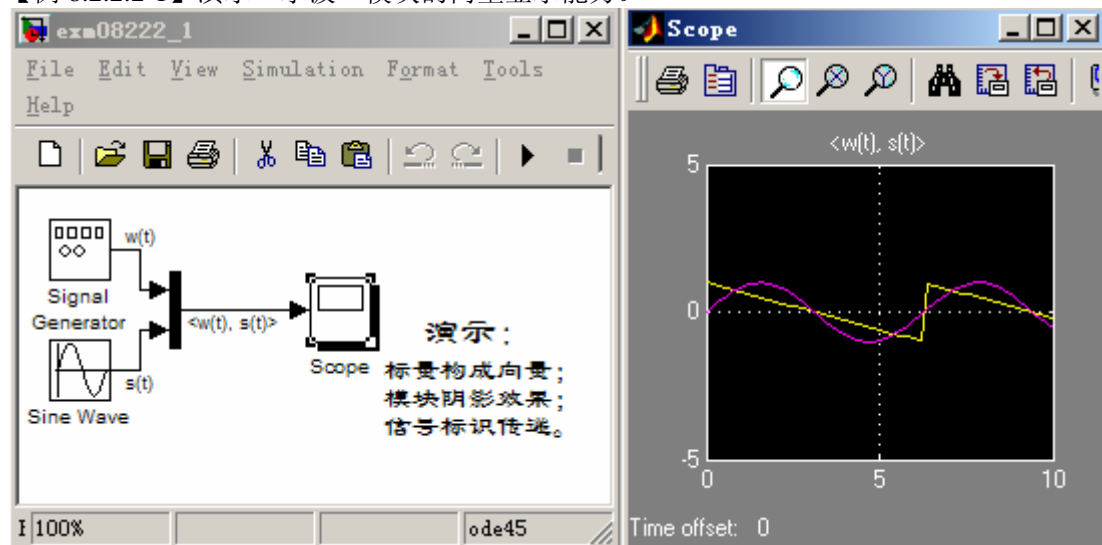 exm08222_1
File Edit View Simulation Format Tools
Help
w(t)
Signal
Generator
<w(t), s(t)>
s(t)
Sine Wave
Scope
演示：
标量构成向量；
模块阴影效果；
信号标识传递。
100%
ode45
Scope
<w(t), s(t)>
5
0
-5
0
5
10
Time offset: 0